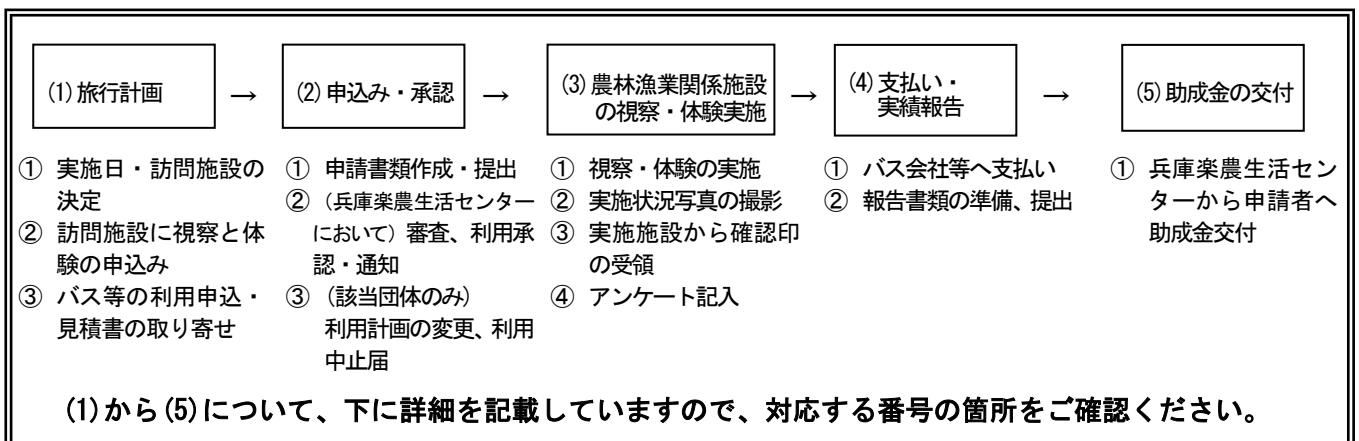 (1)旅行計画
→
(2)申込み・承認
→
(3)農林漁業関係施設
の視察・体験実施
→
(4)支払い・
実績報告
→
(5)助成金の交付
① 実施日・訪問施設の
決定
② 訪問施設に視察と体
験の申込み
③ バス等の利用申込・
見積書の取り寄せ
① 申請書類作成・提出
② （兵庫楽農生活センター
において）審査、利用承
認・通知
③ （該当団体のみ）
利用計画の変更、利用
中止届
① 視察・体験の実施
② 実施状況写真の撮影
③ 実施施設から確認印
の受領
④ アンケート記入
① バス会社等へ支払い
② 報告書類の準備、提出
① 兵庫楽農生活セン
ターから申請者へ
助成金交付
(1)から(5)について、下に詳細を記載していますので、対応する番号の箇所をご確認ください。